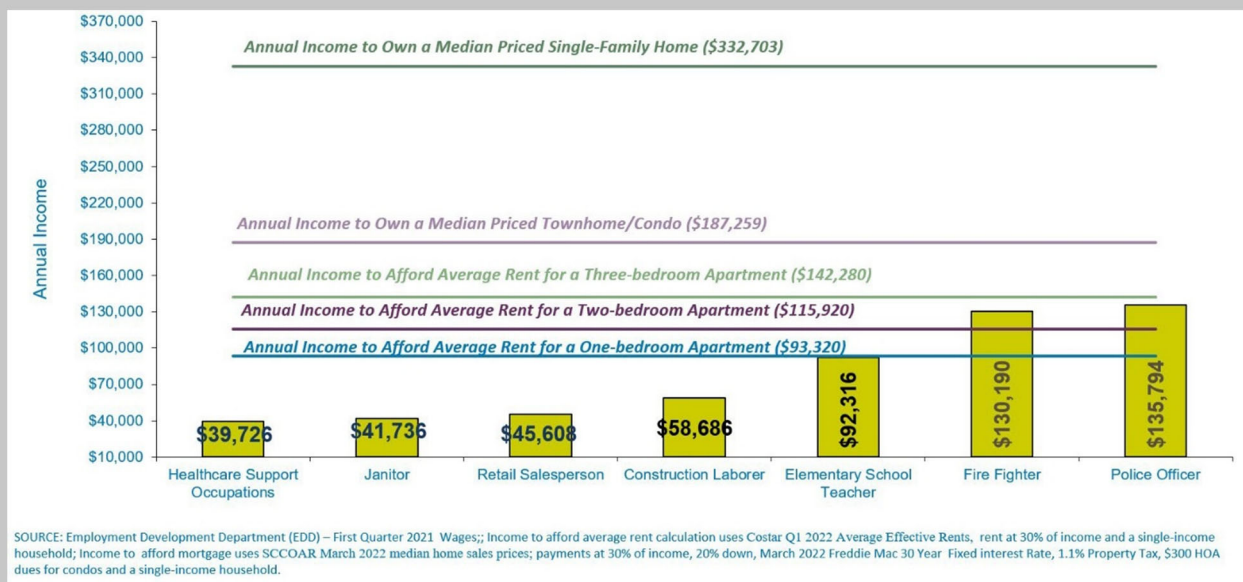 $370,000
Annual Income to Own a Median Priced Single-Family Home ($332,703)
$340,000
$310,000
$280,000
$250,000
$220,000
Annual Income to Own a Median Priced Townhome/Condo ($187,259)
$190,000
$160,000
Annual Income to Afford Average Rent for a Three-bedroom Apartment ($142,280)
$130,000
Annual Income to Afford Average Rent for a Two-bedroom Apartment ($115,920)
$100,000
Annual Income to Afford Average Rent for a One-bedroom Apartment ($93,320)
$70,000
$40,000
$10,000
Annual Income
$39,726
$41,736
$45,608
$58,686
$92,316
$130,190
$135,794
Healthcare Support
Occupations
Janitor
Retail Salesperson
Construction Laborer
Elementary School
Teacher
Fire Fighter
Police Officer
SOURCE: Employment Development Department (EDD) – First Quarter 2021 Wages;; Income to afford average rent calculation uses Costar Q1 2022 Average Effective Rents, rent at 30% of income and a single-income
household; Income to afford mortgage uses SCCOAR March 2022 median home sales prices; payments at 30% of income, 20% down, March 2022 Freddie Mac 30 Year Fixed interest Rate, 1.1% Property Tax, $300 HOA
dues for condos and a single-income household.